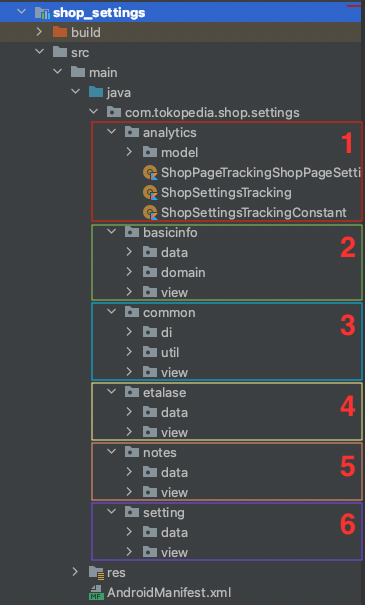 shop_settings
build
src
main
java
com.tokopedia.shop.settings
analytics
1
model
ShopPageTrackingShopPageSetti
ShopSettingsTracking
ShopSettingsTrackingConstant
basicinfo
2
data
domain
view
common
3
di
util
view
etalase
4
data
view
notes
5
data
view
setting
6
data
view
res
MF AndroidManifest.xml